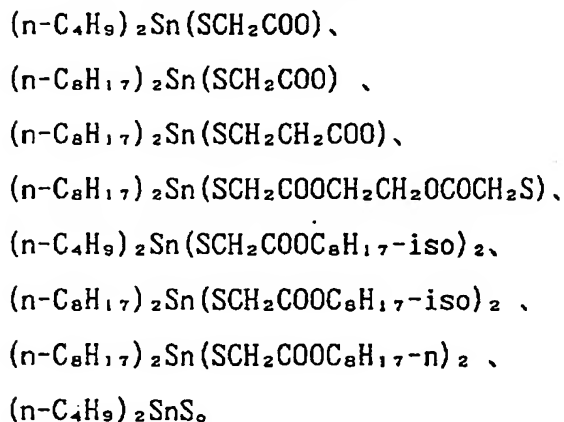 (n-C₄H₉)₂Sn(SCH₂COO)、
(n-C₈H₁₇)₂Sn(SCH₂COO) 、
(n-C₈H₁₇)₂Sn(SCH₂CH₂COO)、
(n-C₈H₁₇)₂Sn(SCH₂COOCH₂CH₂OCOCH₂S)、
(n-C₄H₉)₂Sn(SCH₂COOC₈H₁₇-iso)₂、
(n-C₈H₁₇)₂Sn(SCH₂COOC₈H₁₇-iso)₂ 、
(n-C₈H₁₇)₂Sn(SCH₂COOC₈H₁₇-n)₂ 、
(n-C₄H₉)₂SnS。